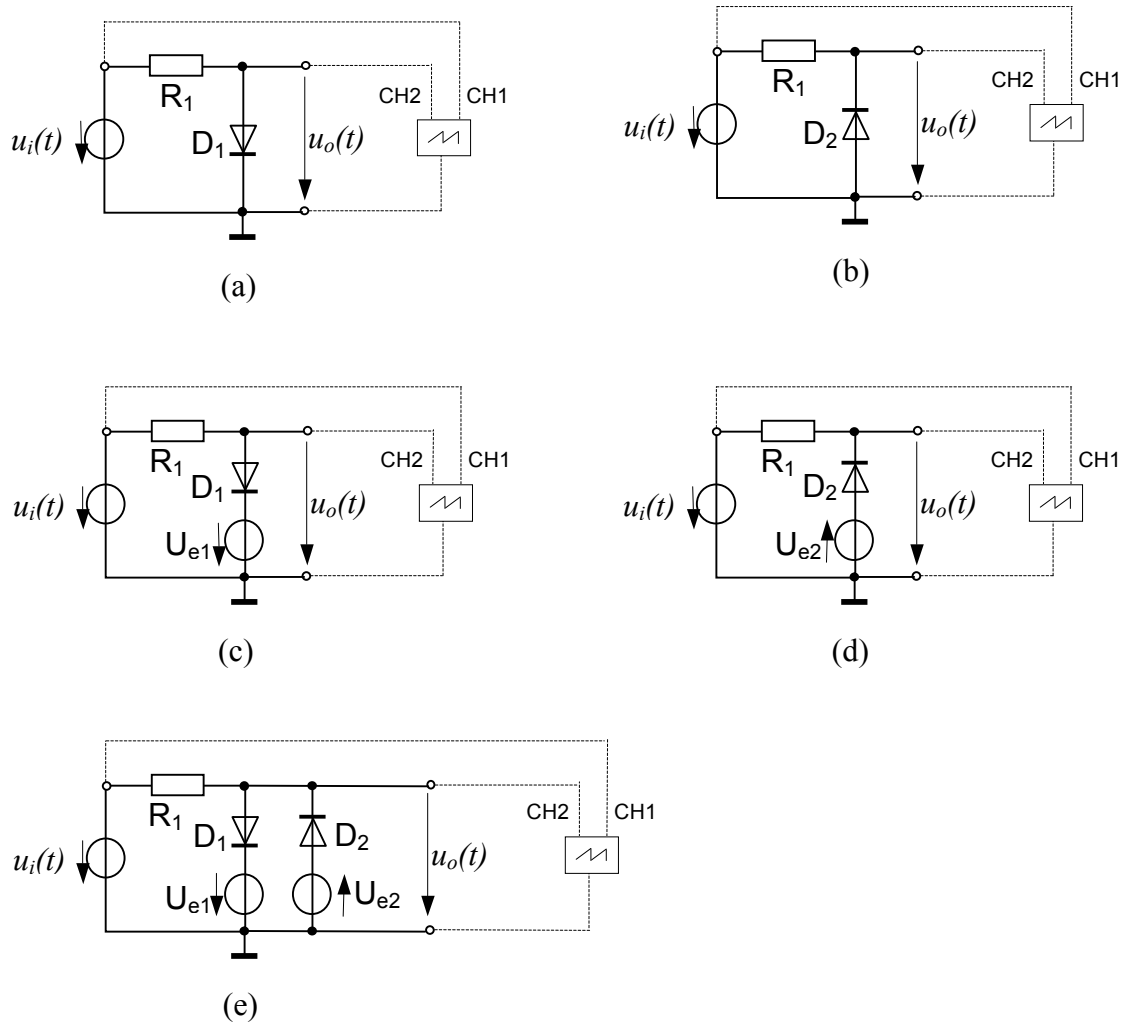 CH2 CH1
R₁
uᵢ(t) D₁ uₒ(t)
(a)
CH2 CH1
R₁
uᵢ(t) D₂ uₒ(t)
(b)
CH2 CH1
R₁
uᵢ(t) D₁ uₒ(t)
Uₑ₁
(c)
CH2 CH1
R₁
uᵢ(t) D₂ uₒ(t)
Uₑ₂
(d)
CH2 CH1
R₁
uᵢ(t) D₁ D₂ uₒ(t)
Uₑ₁ Uₑ₂
(e)